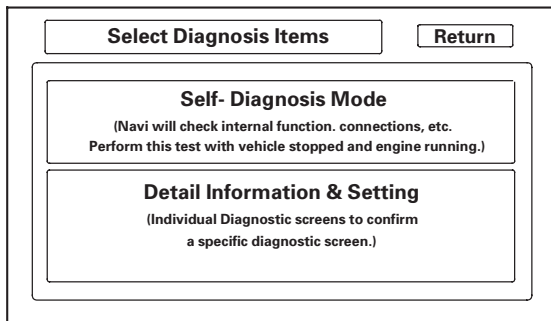 Select Diagnosis Items
Return
Self- Diagnosis Mode
(Navi will check internal function. connections, etc.
Perform this test with vehicle stopped and engine running.)
Detail Information & Setting
(Individual Diagnostic screens to confirm
a specific diagnostic screen.)